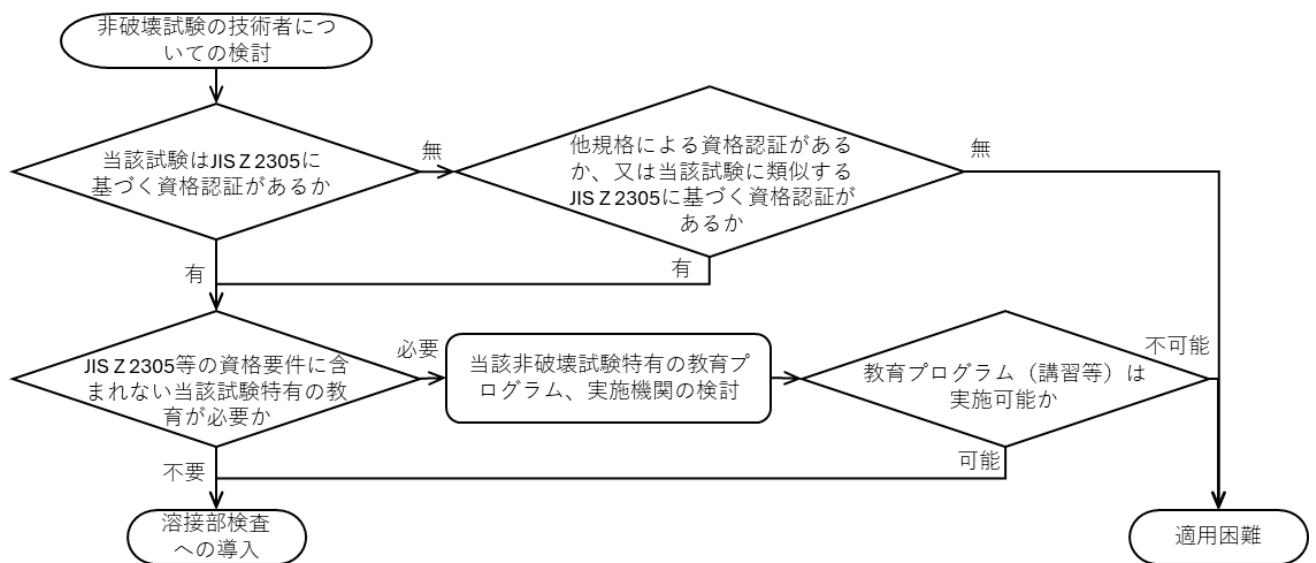 非破壊試験の技術者につ
いての検討
当該試験はJIS Z 2305に
基づく資格認証があるか
無
他規格による資格認証がある
か、又は当該試験に類似する
JIS Z 2305に基づく資格認証が
あるか
無
有
有
JIS Z 2305等の資格要件に含
まれない当該試験特有の教
育が必要か
必要
当該非破壊試験特有の教育プ
ログラム、実施機関の検討
教育プログラム（講習等）は
実施可能か
不可能
不要
可能
溶接部検査
への導入
適用困難